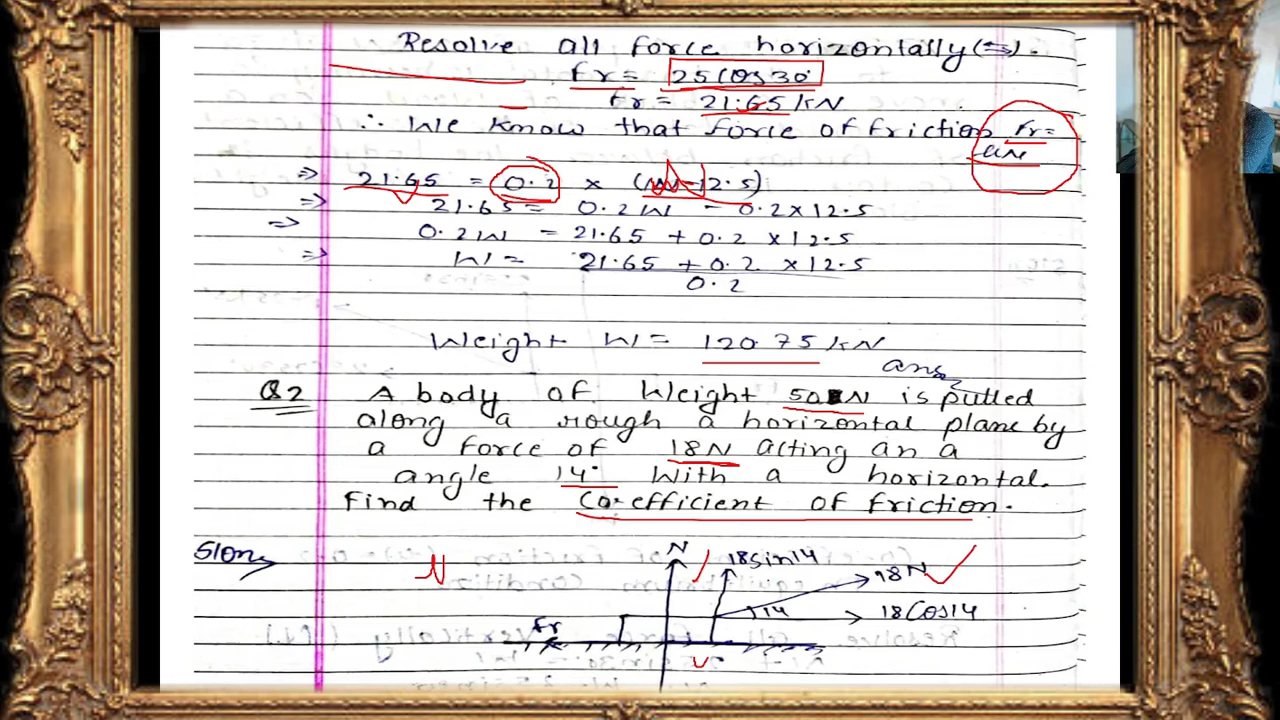 Resolve all force horizontally (⇆).
Fr = 25 Cos 30°
Fr = 21.65 kN
∴ We know that force of friction Fr = uN
⇒ 21.65 = 0.2 × (W-12.5)
⇒ 21.65 = 0.2W - 0.2×12.5
⇒ 0.2W = 21.65 + 0.2 ×12.5
⇒ W = 21.65 + 0.2 ×12.5
0.2
Weight W = 120.75 kN
ans
Q2 A body of Weight 50 N is pulled
along a rough a horizontal plane by
a force of 18N acting an a
angle 14° With a horizontal.
Find the Co-efficient of friction.
Slon
N
N
18sin14
18N
14
18Cos14
Fr